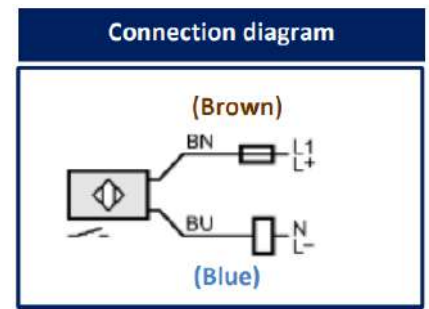 Connection diagram
(Brown)
BN
L1
L+
BU
N
L–
(Blue)